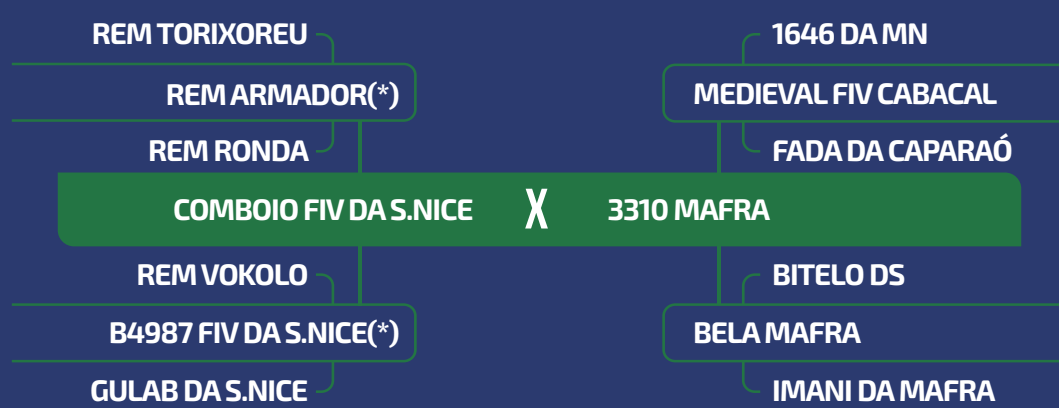 REM TORIXOREU
1646 DA MN
REM ARMADOR(*)
MEDIEVAL FIV CABACAL
REM RONDA
FADA DA CAPARAÓ
COMBOIO FIV DA S.NICE X 3310 MAFRA
REM VOKOLO
BITELO DS
B4987 FIV DA S.NICE(*)
BELA MAFRA
GULAB DA S.NICE
IMANI DA MAFRA